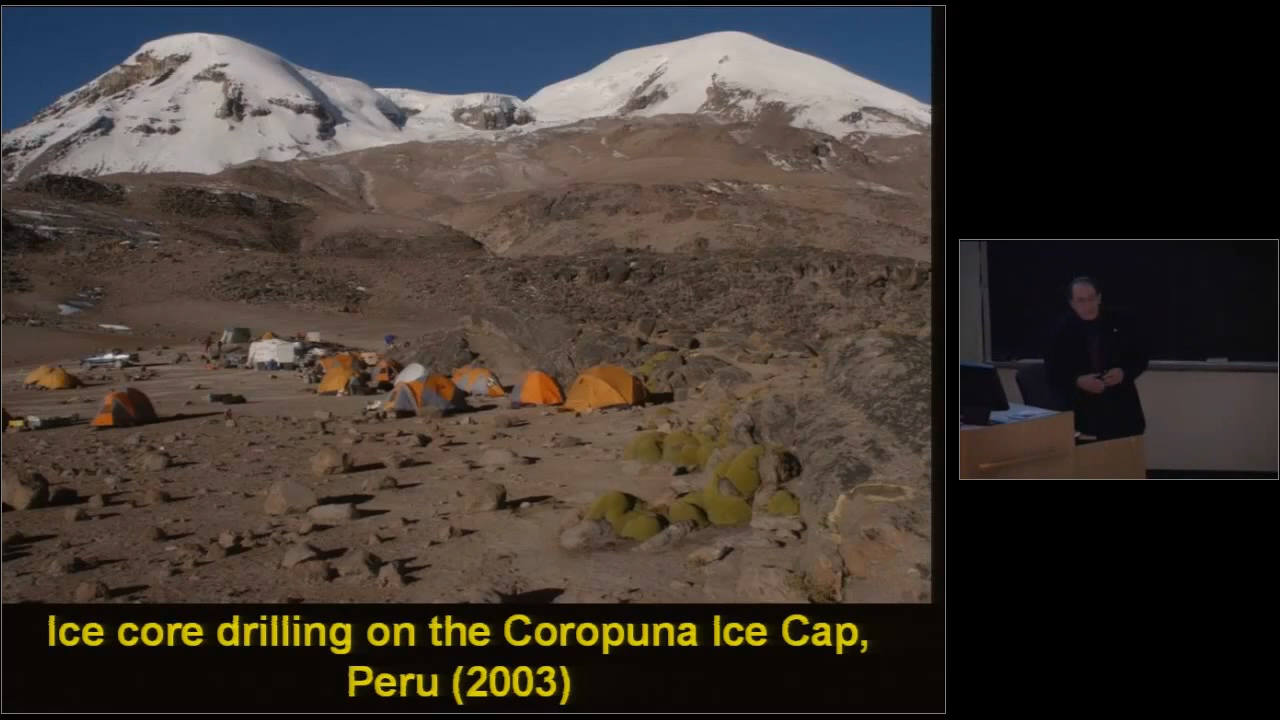 Ice core drilling on the Coropuna Ice Cap,
Peru (2003)